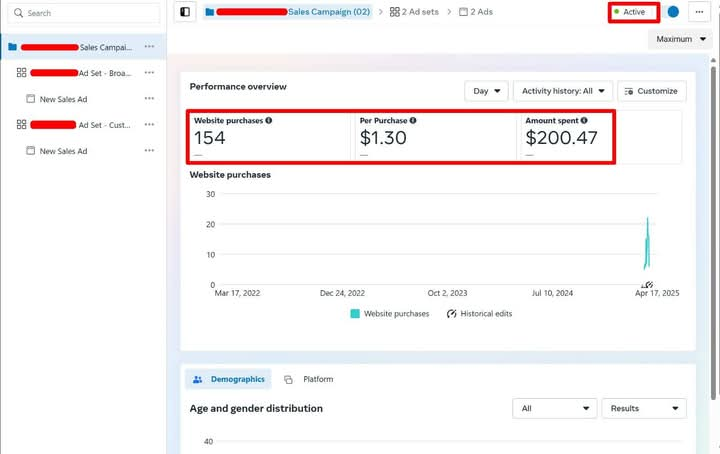 Search
Sales Campaign (02) > 2 Ad sets > 2 Ads
Active
Maximum
Sales Campai...
Ad Set - Broa...
New Sales Ad
Ad Set - Cust...
New Sales Ad
Performance overview
Day
Activity history: All
Customize
Website purchases
Per Purchase
Amount spent
154
$1.30
$200.47
Website purchases
30
20
10
0
Mar 17, 2022
Dec 24, 2022
Oct 2, 2023
Jul 10, 2024
Apr 17, 2025
Website purchases
Historical edits
Demographics
Platform
Age and gender distribution
All
Results
40